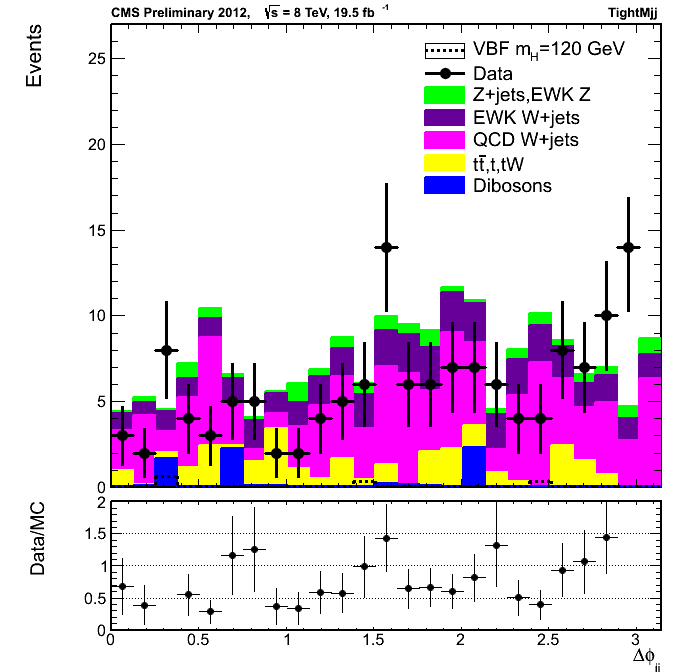 CMS Preliminary 2012, √s = 8 TeV, 19.5 fb⁻¹ TightMjj
Events
25
20
15
10
5
0
VBF m_H=120 GeV
Data
Z+jets,EWK Z
EWK W+jets
QCD W+jets
tt̄,t,tW
Dibosons
Data/MC
2
1.5
1
0.5
0
0 0.5 1 1.5 2 2.5 3
Δϕ_jj